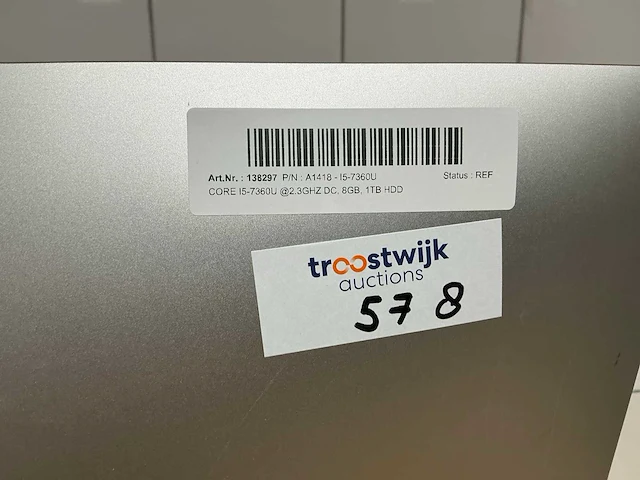 Art.Nr. : 138297 P/N : A1418 - I5-7360U Status : REF
CORE I5-7360U @2.3GHZ DC, 8GB, 1TB HDD
troostwijk
auctions
57 8